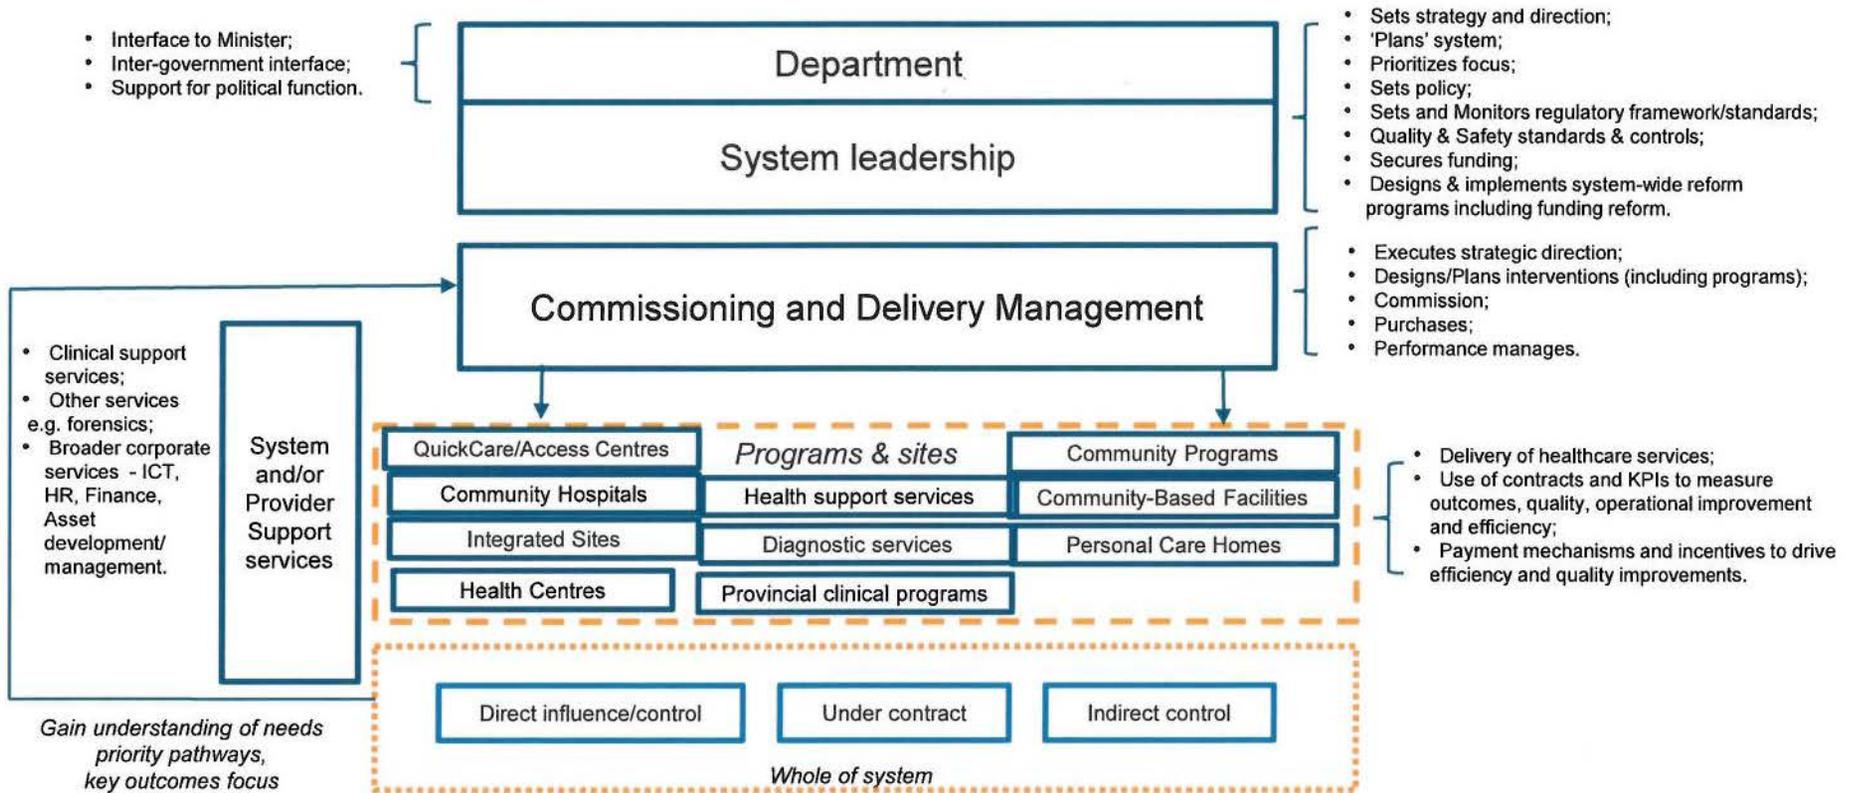 • Interface to Minister;
• Inter-government interface;
• Support for political function.
Department
System leadership
• Sets strategy and direction;
• 'Plans' system;
• Prioritizes focus;
• Sets policy;
• Sets and Monitors regulatory framework/standards;
• Quality & Safety standards & controls;
• Secures funding;
• Designs & implements system-wide reform
programs including funding reform.
Commissioning and Delivery Management
• Executes strategic direction;
• Designs/Plans interventions (including programs);
• Commission;
• Purchases;
• Performance manages.
• Clinical support
services;
• Other services
e.g. forensics;
• Broader corporate
services - ICT,
HR, Finance,
Asset
development/
management.
System
and/or
Provider
Support
services
QuickCare/Access Centres
Community Hospitals
Integrated Sites
Health Centres
Programs & sites
Health support services
Diagnostic services
Provincial clinical programs
Community Programs
Community-Based Facilities
Personal Care Homes
• Delivery of healthcare services;
• Use of contracts and KPIs to measure
outcomes, quality, operational improvement
and efficiency;
• Payment mechanisms and incentives to drive
efficiency and quality improvements.
Direct influence/control
Under contract
Indirect control
Whole of system
Gain understanding of needs
priority pathways,
key outcomes focus